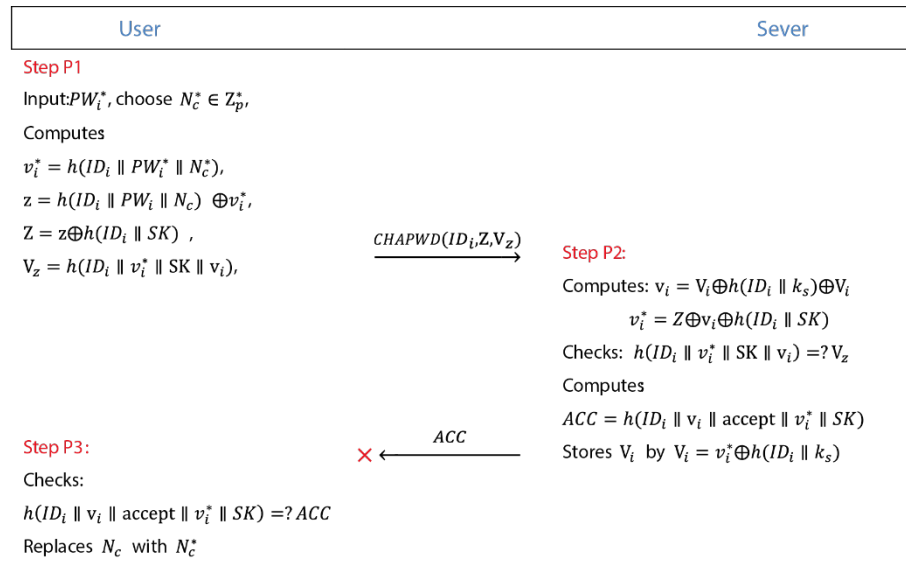 User
Sever
Step P1
Input:PW_i^*, choose N_c^* ∈ Z_p^*,
Computes
v_i^* = h(ID_i ∥ PW_i^* ∥ N_c^*),
z = h(ID_i ∥ PW_i ∥ N_c) ⊕v_i^*,
Z = z⊕h(ID_i ∥ SK) ,
V_z = h(ID_i ∥ v_i^* ∥ SK ∥ v_i),
CHAPWD(ID_i,Z,V_z)
Step P2:
Computes: v_i = V_i⊕h(ID_i ∥ k_s)⊕V_i
v_i^* = Z⊕v_i⊕h(ID_i ∥ SK)
Checks: h(ID_i ∥ v_i^* ∥ SK ∥ v_i) =? V_z
Computes
ACC = h(ID_i ∥ v_i ∥ accept ∥ v_i^* ∥ SK)
Stores V_i by V_i = v_i^*⊕h(ID_i ∥ k_s)
ACC
×
Step P3:
Checks:
h(ID_i ∥ v_i ∥ accept ∥ v_i^* ∥ SK) =? ACC
Replaces N_c with N_c^*